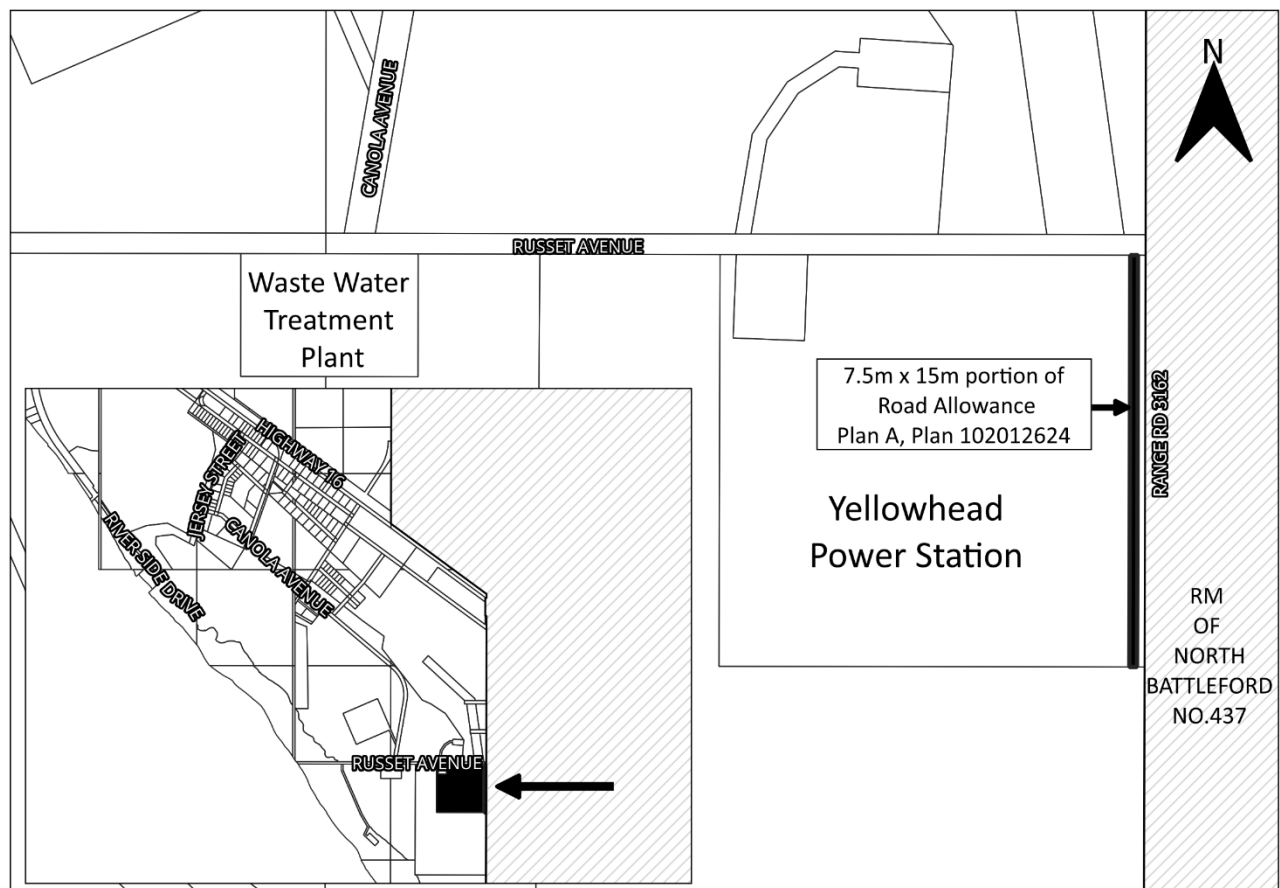 N
CANOLA AVENUE
RUSSET AVENUE
Waste Water
Treatment
Plant
7.5m x 15m portion of
Road Allowance
Plan A, Plan 102012624
RANGE RD 3162
Yellowhead
Power Station
RM
OF
NORTH
BATTLEFORD
NO.437
HIGHWAY 16
JERSEY STREET
CANOLA AVENUE
RIVER SIDE DRIVE
RUSSET AVENUE